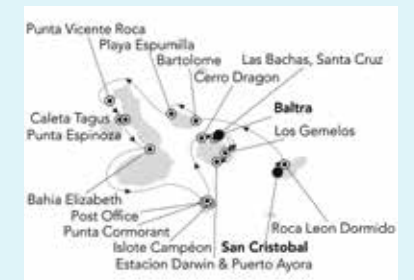 Punta Vicente Roca
Playa Espumilla
Bartolome
Las Bachas, Santa Cruz
Cerro Dragon
Baltra
Caleta Tagus
Los Gemelos
Punta Espinoza
Bahia Elizabeth
Post Office
Punta Cormorant
Roca Leon Dormido
Islote Campéon
San Cristobal
Estacion Darwin & Puerto Ayora